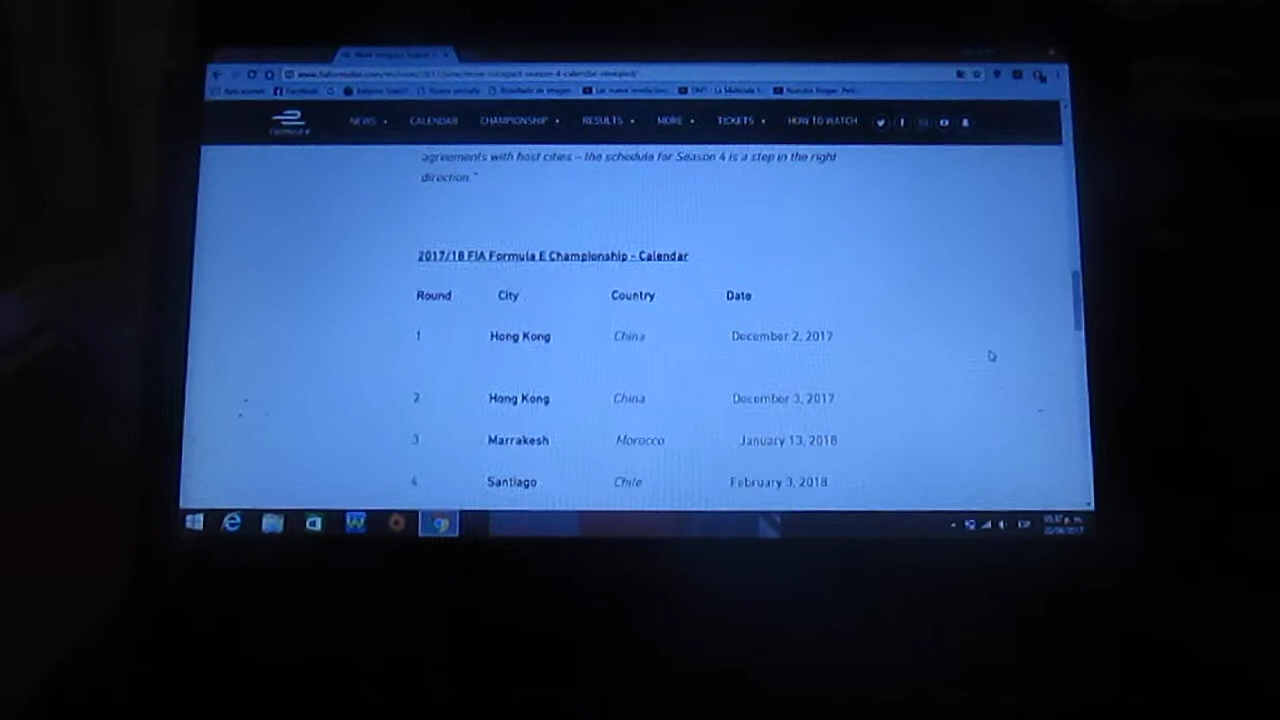 NEWS CALENDAR CHAMPIONSHIP RESULTS MORE TICKETS HOW TO WATCH
agreements with host cities – the schedule for Season 4 is a step in the right
direction."
2017/18 FIA Formula E Championship - Calendar
Round City Country Date
1 Hong Kong China December 2, 2017
2 Hong Kong China December 3, 2017
3 Marrakesh Morocco January 13, 2018
4 Santiago Chile February 3, 2018